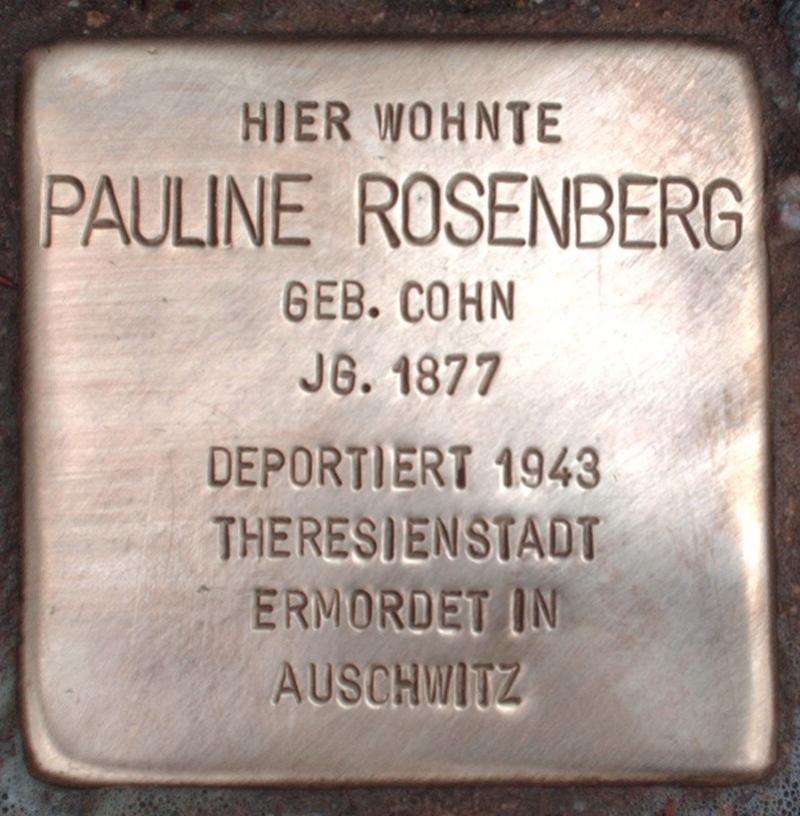 HIER WOHNTE
PAULINE ROSENBERG
GEB. COHN
JG. 1877
DEPORTIERT 1943
THERESIENSTADT
ERMORDET IN
AUSCHWITZ